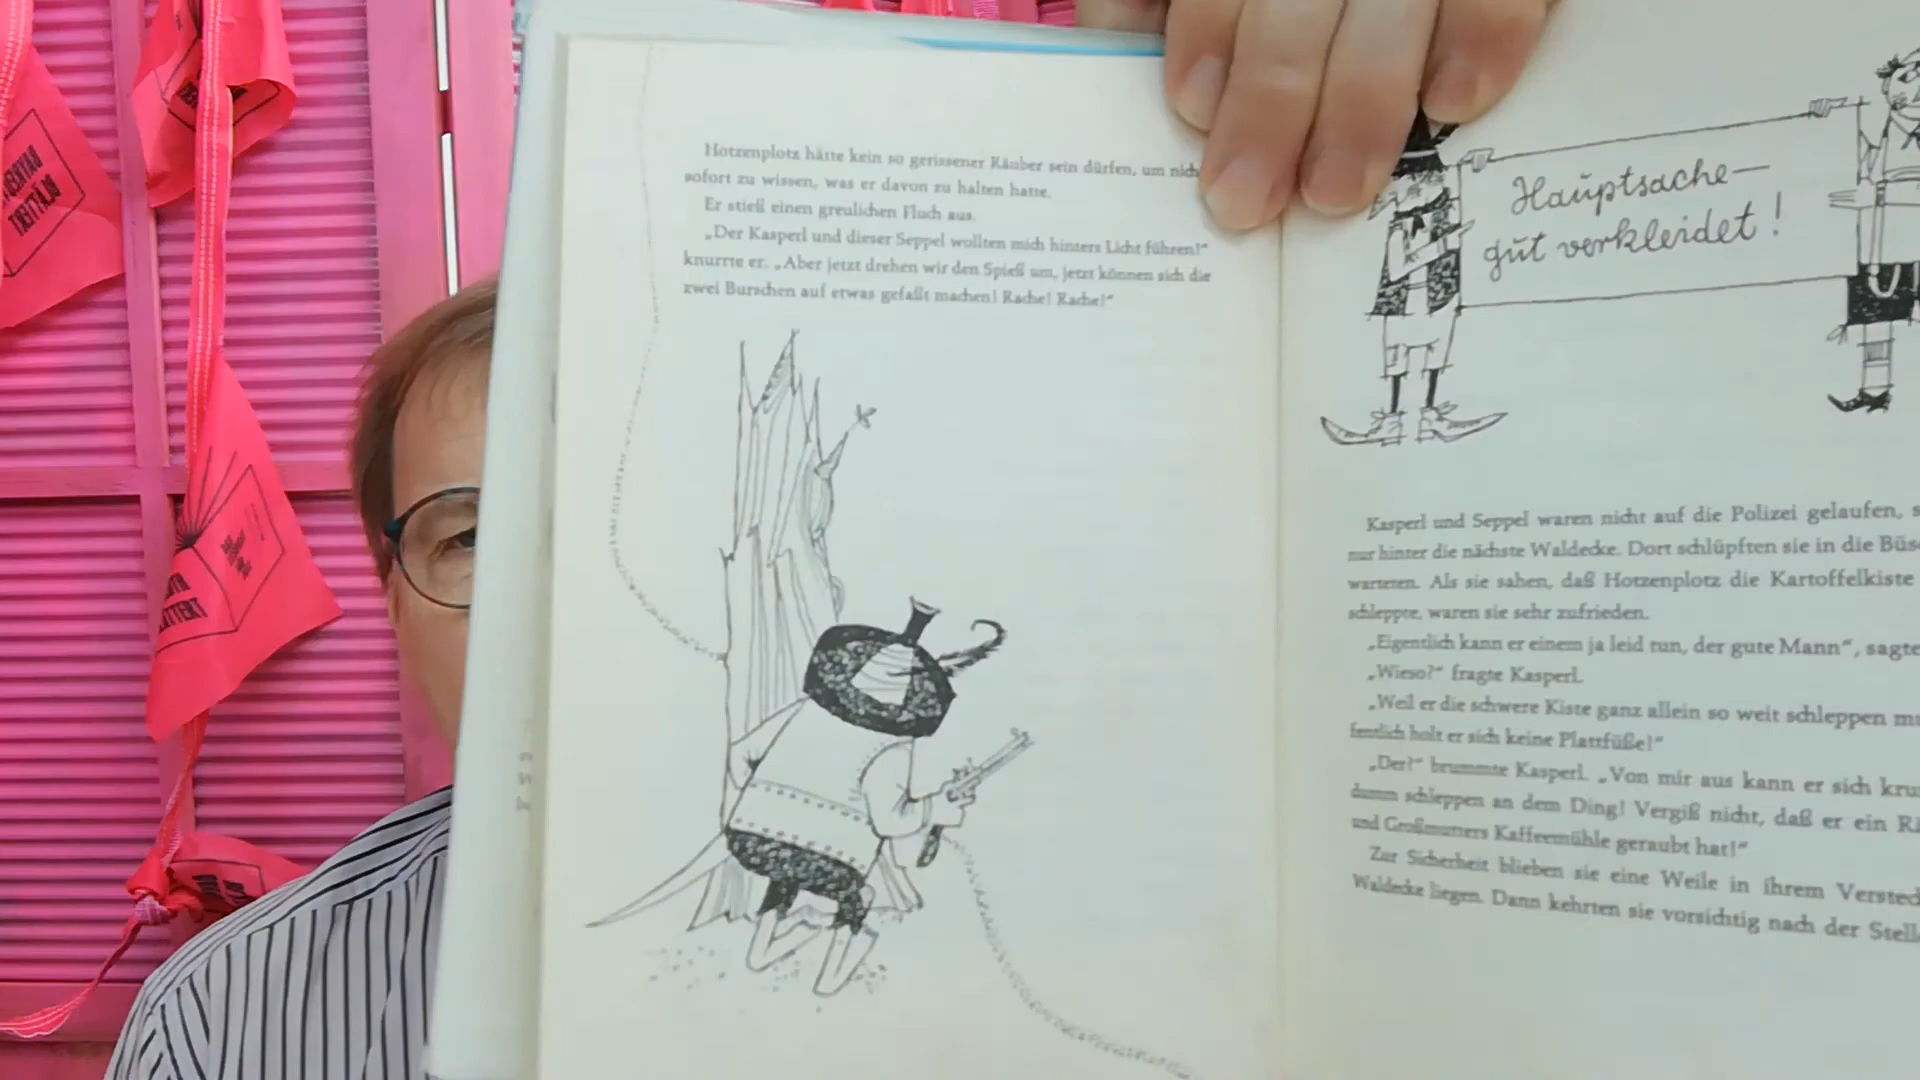 BAYERN
BLÄTTERT
Hotzenplotz hätte kein so gerissener Räuber sein dürfen, um nich
sofort zu wissen, was er davon zu halten hatte.
Er stieß einen greulichen Fluch aus.
„Der Kasperl und dieser Seppel wollten mich hinters Licht führen!“
knurrte er. „Aber jetzt drehen wir den Spieß um, jetzt können sich die
zwei Burschen auf etwas gefaßt machen! Rache! Rache!“
Hauptsache—
gut verkleidet!
Kasperl und Seppel waren nicht auf die Polizei gelaufen, s
nur hinter die nächste Waldecke. Dort schlüpften sie in die Büs
warteten. Als sie sahen, daß Hotzenplotz die Kartoffelkiste
schleppte, waren sie sehr zufrieden.
„Eigentlich kann er einem ja leid tun, der gute Mann“, sagte
„Wieso?“ fragte Kasperl.
„Weil er die schwere Kiste ganz allein so weit schleppen mu
fentlich holt er sich keine Plattfüße!“
„Der?“ brummte Kasperl. „Von mir aus kann er sich kru
dumm schleppen an dem Ding! Vergiß nicht, daß er ein R
und Großmutters Kaffeemühle geraubt hat!“
Zur Sicherheit blieben sie eine Weile in ihrem Versteck
Waldecke liegen. Dann kehrten sie vorsichtig nach der Stell